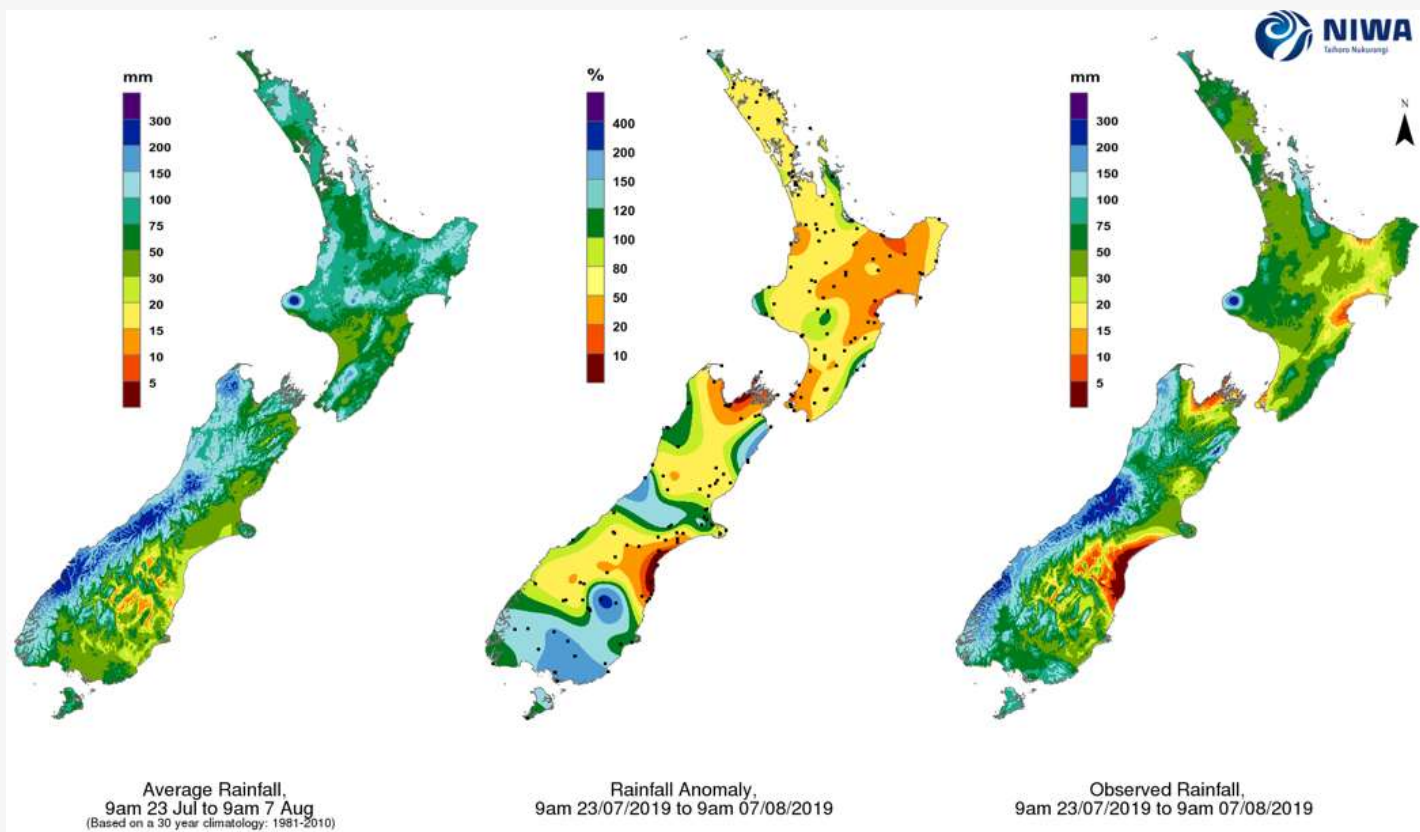 NIWA
Taihoro Nukurangi
N
mm
300
200
150
100
75
50
30
20
15
10
5
%
400
200
150
120
100
80
50
20
10
mm
300
200
150
100
75
50
30
20
15
10
5
Average Rainfall,
9am 23 Jul to 9am 7 Aug
(Based on a 30 year climatology: 1981-2010)
Rainfall Anomaly,
9am 23/07/2019 to 9am 07/08/2019
Observed Rainfall,
9am 23/07/2019 to 9am 07/08/2019